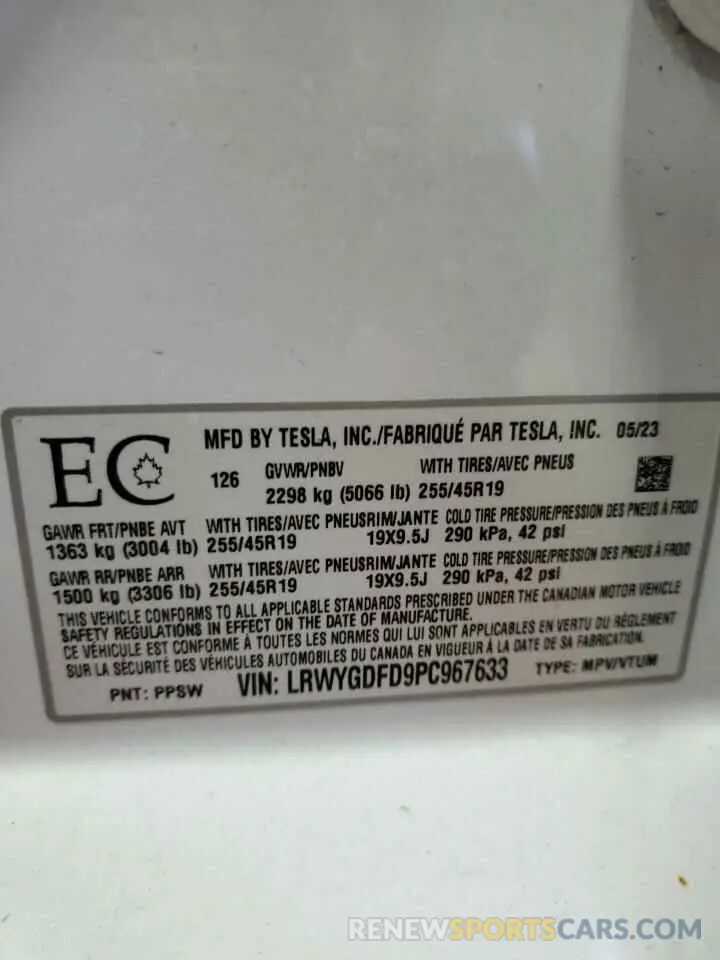 EC
MFD BY TESLA, INC./FABRIQUÉ PAR TESLA, INC. 05/23
126 GVWR/PNBV WITH TIRES/AVEC PNEUS
2298 kg (5066 lb) 255/45R19
GAWR FRT/PNBE AVT WITH TIRES/AVEC PNEUS RIM/JANTE COLD TIRE PRESSURE/PRESSION DES PNEUS À FROID
1363 kg (3004 lb) 255/45R19 19X9.5J 290 kPa, 42 psi
GAWR RR/PNBE ARR WITH TIRES/AVEC PNEUS RIM/JANTE COLD TIRE PRESSURE/PRESSION DES PNEUS À FROID
1500 kg (3306 lb) 255/45R19 19X9.5J 290 kPa, 42 psi
THIS VEHICLE CONFORMS TO ALL APPLICABLE STANDARDS PRESCRIBED UNDER THE CANADIAN MOTOR VEHICLE
SAFETY REGULATIONS IN EFFECT ON THE DATE OF MANUFACTURE.
CE VÉHICULE EST CONFORME À TOUTES LES NORMES QUI LUI SONT APPLICABLES EN VERTU DU RÈGLEMENT
SUR LA SÉCURITÉ DES VÉHICULES AUTOMOBILES DU CANADA EN VIGUEUR À LA DATE DE SA FABRICATION.
PNT: PPSW VIN: LRWYGDFD9PC967633 TYPE: MPV/VTUM
RENEWSPORTSCARS.COM